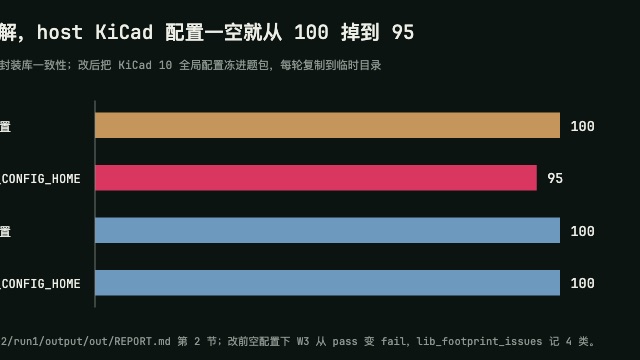 解, host KiCad 配置一空就从 100 掉到 95
封装库一致性; 改后把 KiCad 10 全局配置冻进题包, 每轮复制到临时目录
置
100
_CONFIG_HOME
95
置
100
_CONFIG_HOME
100
2/run1/output/out/REPORT.md 第 2 节; 改前空配置下 W3 从 pass 变 fail, lib_footprint_issues 记 4 类。